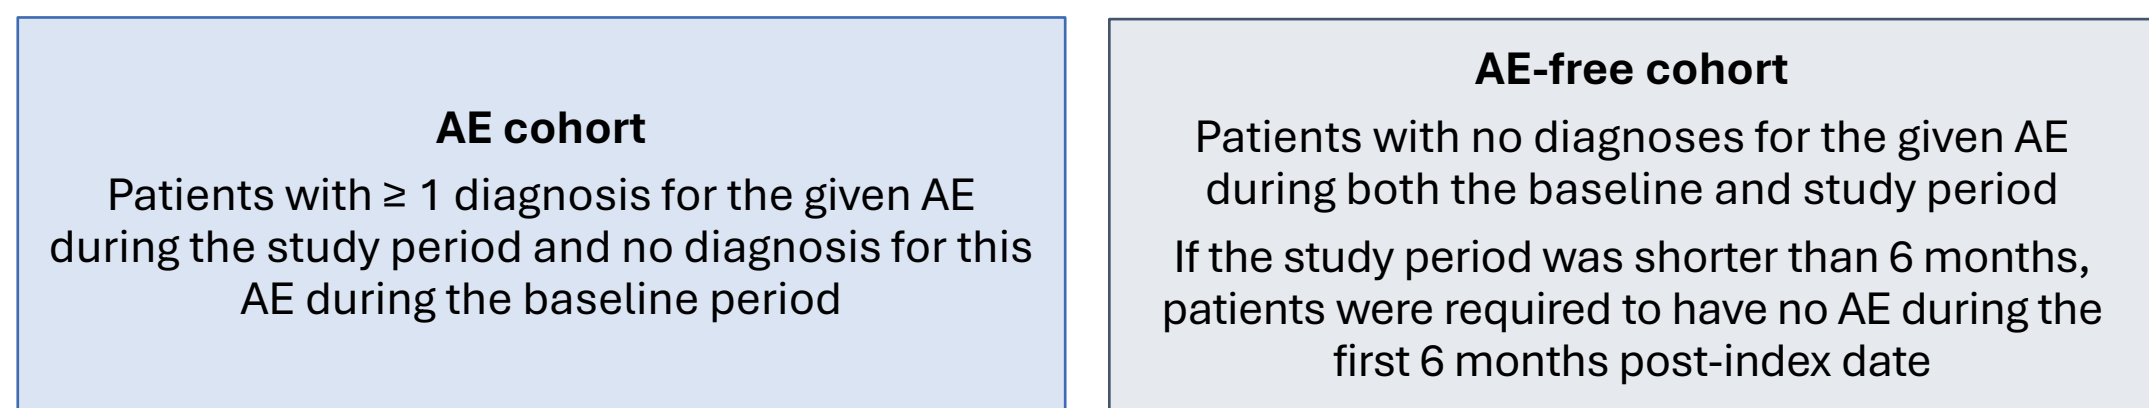 AE cohort
Patients with ≥ 1 diagnosis for the given AE
during the study period and no diagnosis for this
AE during the baseline period
AE-free cohort
Patients with no diagnoses for the given AE
during both the baseline and study period
If the study period was shorter than 6 months,
patients were required to have no AE during the
first 6 months post-index date